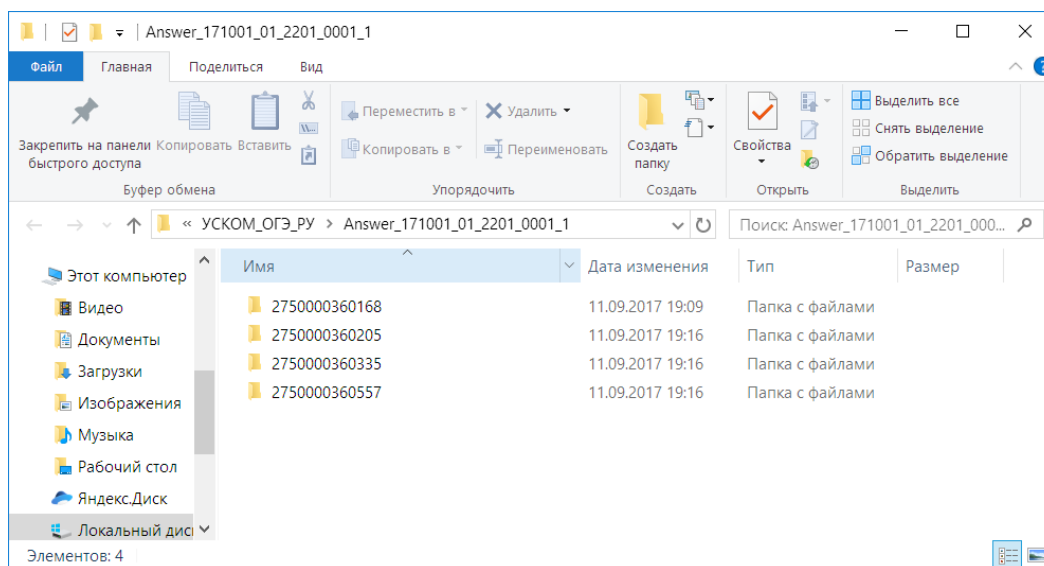 Answer_171001_01_2201_0001_1
Файл Главная Поделиться Вид
Закрепить на панели быстрого доступа
Копировать
Вставить
Переместить в
Копировать в
Удалить
Переименовать
Создать папку
Свойства
Выделить все
Снять выделение
Обратить выделение
Буфер обмена Упорядочить Создать Открыть Выделить
« УСКОМ_ОГЭ_РУ > Answer_171001_01_2201_0001_1
Поиск: Answer_171001_01_2201_000...
Этот компьютер
Видео
Документы
Загрузки
Изображения
Музыка
Рабочий стол
Яндекс.Диск
Локальный дис
Имя Дата изменения Тип Размер
2750000360168 11.09.2017 19:09 Папка с файлами
2750000360205 11.09.2017 19:16 Папка с файлами
2750000360335 11.09.2017 19:16 Папка с файлами
2750000360557 11.09.2017 19:16 Папка с файлами
Элементов: 4